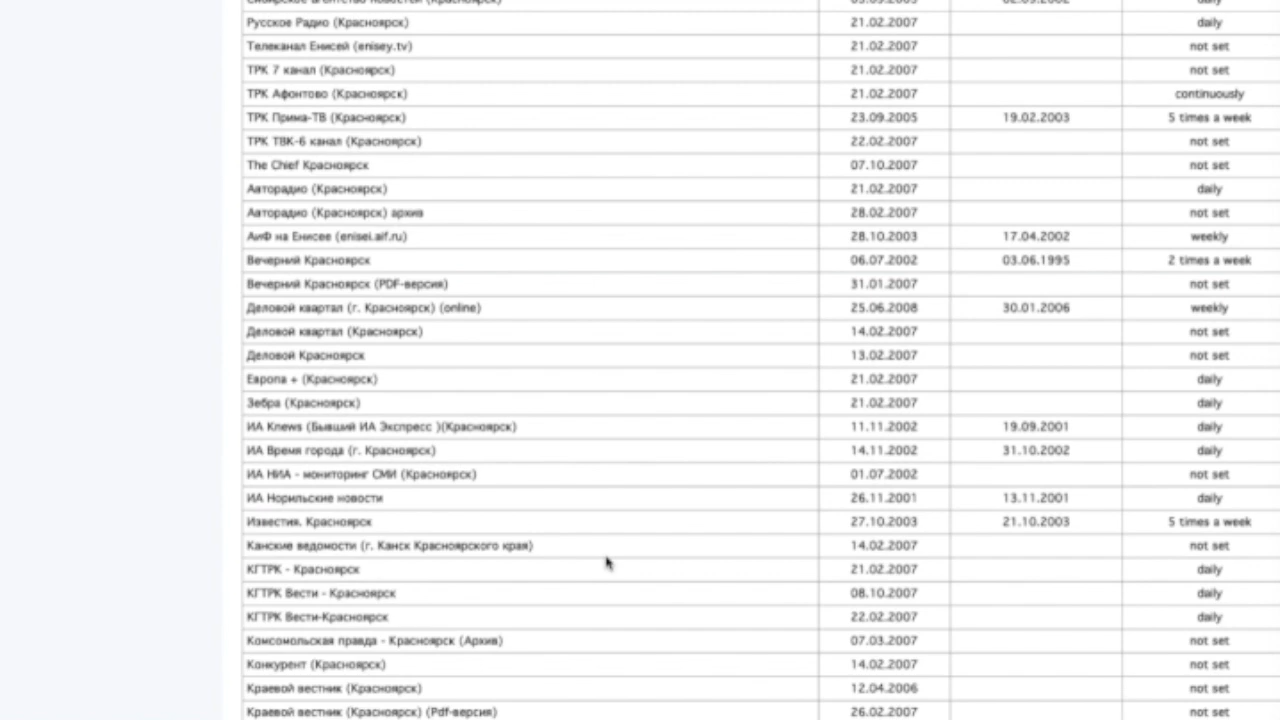 Русское Радио (Красноярск) 21.02.2007 daily
Телеканал Енисей (enisey.tv) 21.02.2007 not set
ТРК 7 канал (Красноярск) 21.02.2007 not set
ТРК Афонтово (Красноярск) 21.02.2007 continuously
ТРК Прима-ТВ (Красноярск) 23.09.2005 19.02.2003 5 times a week
ТРК ТВК-6 канал (Красноярск) 22.02.2007 not set
The Chief Красноярск 07.10.2007 not set
Авторадио (Красноярск) 21.02.2007 daily
Авторадио (Красноярск) архив 28.02.2007 not set
АиФ на Енисее (enisei.aif.ru) 28.10.2003 17.04.2002 weekly
Вечерний Красноярск 06.07.2002 03.06.1995 2 times a week
Вечерний Красноярск (PDF-версия) 31.01.2007 not set
Деловой квартал (г. Красноярск) (online) 25.06.2008 30.01.2006 weekly
Деловой квартал (Красноярск) 14.02.2007 not set
Деловой Красноярск 13.02.2007 not set
Европа + (Красноярск) 21.02.2007 daily
Зебра (Красноярск) 21.02.2007 daily
ИА Knews (Бывший ИА Экспресс )(Красноярск) 11.11.2002 19.09.2001 daily
ИА Время города (г. Красноярск) 14.11.2002 31.10.2002 daily
ИА НИА - мониторинг СМИ (Красноярск) 01.07.2002 not set
ИА Норильские новости 26.11.2001 13.11.2001 daily
Известия. Красноярск 27.10.2003 21.10.2003 5 times a week
Канские ведомости (г. Канск Красноярского края) 14.02.2007 not set
КГТРК - Красноярск 21.02.2007 daily
КГТРК Вести - Красноярск 08.10.2007 daily
КГТРК Вести-Красноярск 22.02.2007 daily
Комсомольская правда - Красноярск (Архив) 07.03.2007 not set
Конкурент (Красноярск) 14.02.2007 not set
Краевой вестник (Красноярск) 12.04.2006 not set
Краевой вестник (Красноярск) (Pdf-версия) 26.02.2007 not set